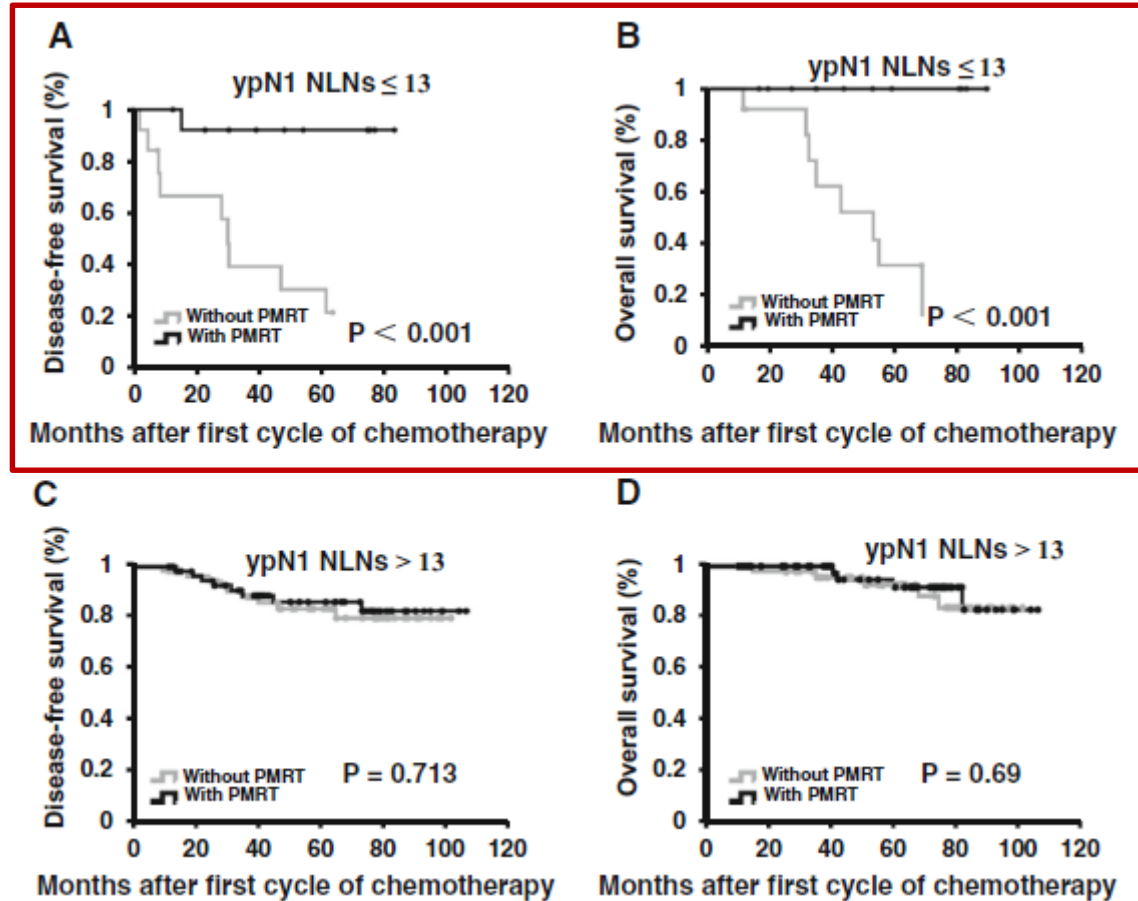 A
ypN1 NLNs ≤ 13
Disease-free survival (%)
1
0.8
0.6
0.4
0.2
0
Without PMRT
With PMRT
P < 0.001
0 20 40 60 80 100 120
Months after first cycle of chemotherapy
B
ypN1 NLNs ≤ 13
Overall survival (%)
1
0.8
0.6
0.4
0.2
0
Without PMRT
With PMRT
P < 0.001
0 20 40 60 80 100 120
Months after first cycle of chemotherapy
C
ypN1 NLNs > 13
Disease-free survival (%)
1
0.8
0.6
0.4
0.2
0
Without PMRT
With PMRT
P = 0.713
0 20 40 60 80 100 120
Months after first cycle of chemotherapy
D
ypN1 NLNs > 13
Overall survival (%)
1
0.8
0.6
0.4
0.2
0
Without PMRT
With PMRT
P = 0.69
0 20 40 60 80 100 120
Months after first cycle of chemotherapy